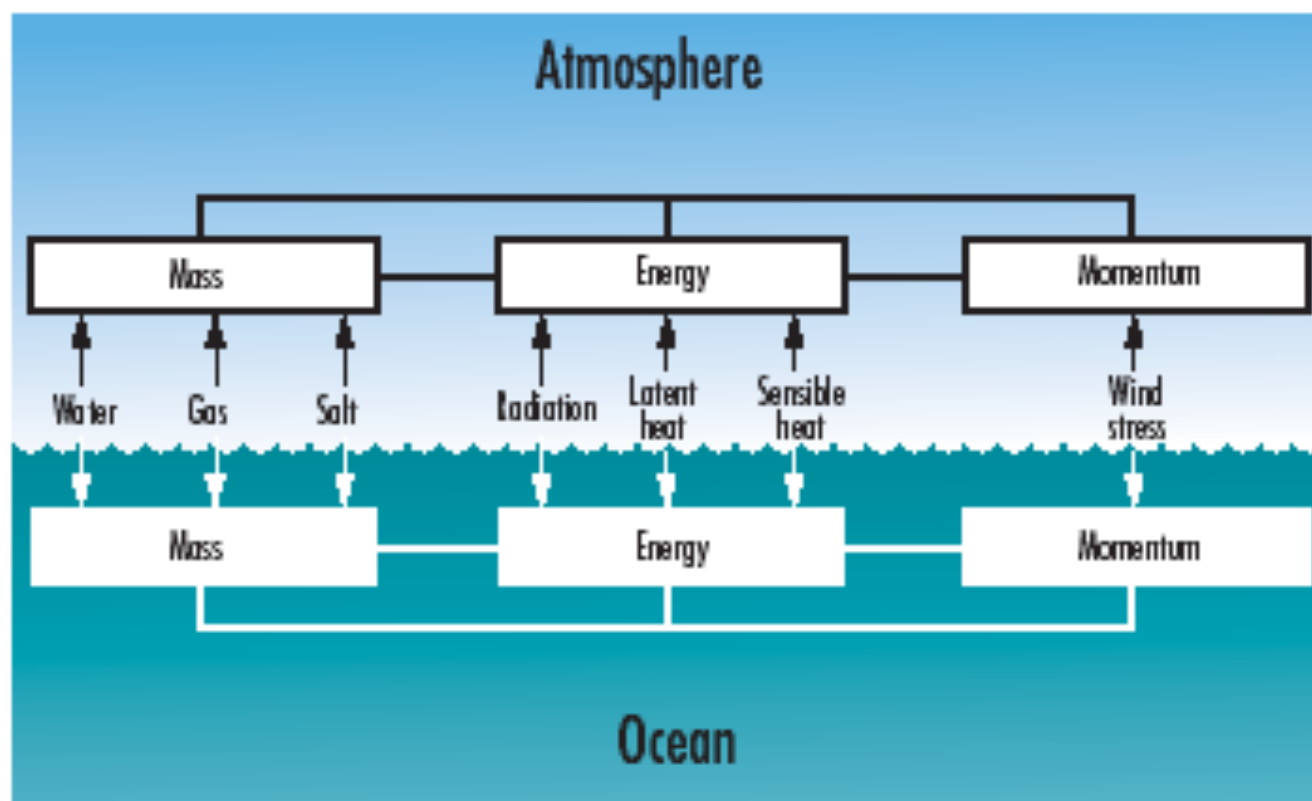 Atmosphere
Mass Energy Momentum
Water Gas Salt Radiation Latent heat Sensible heat Wind stress
Mass Energy Momentum
Ocean